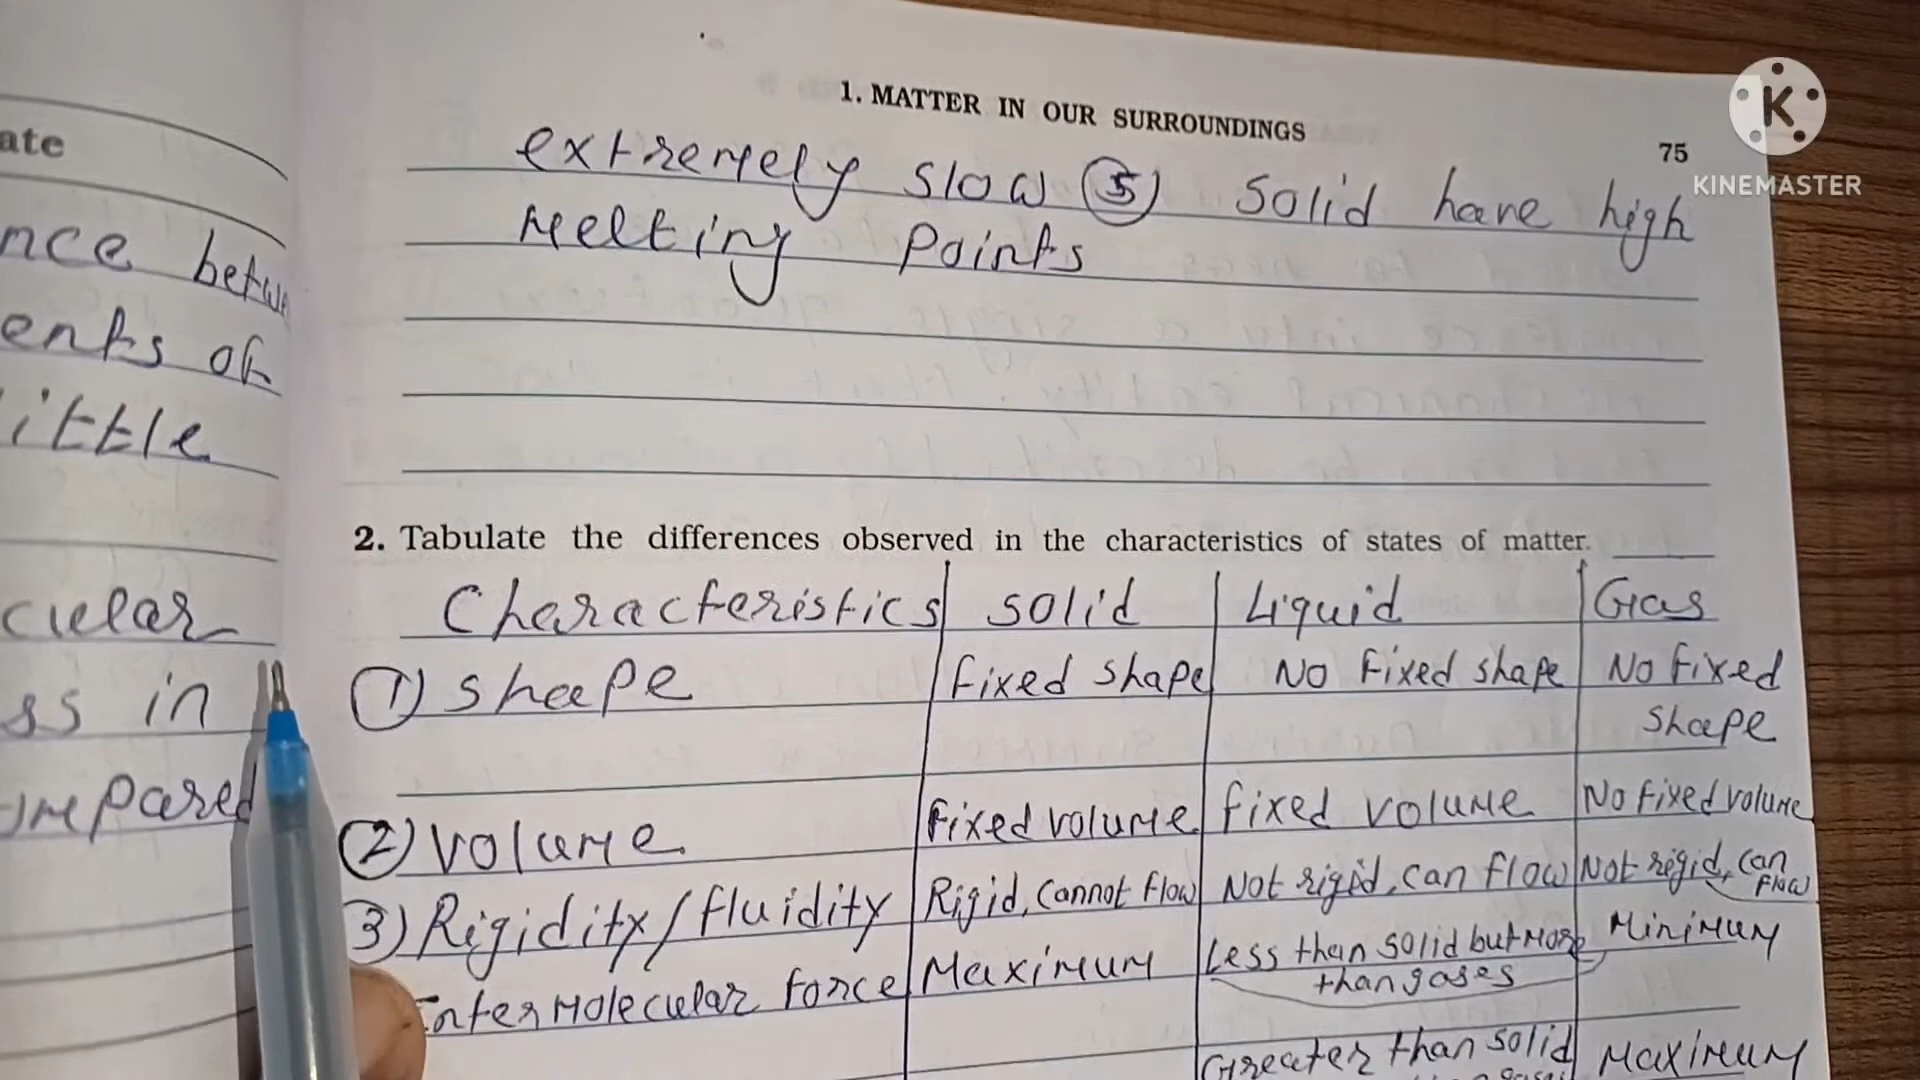 1. MATTER IN OUR SURROUNDINGS
75
KINEMASTER
extremely slow (5) Solid have high
melting points
ate
nce betw
ents of
ittle
cular
ss in
mpared
2. Tabulate the differences observed in the characteristics of states of matter.
Characteristics Solid Liquid Gas
(1) shape Fixed shape No Fixed shape No Fixed
shape
(2) volume Fixed volume Fixed volume No Fixed volume
3) Rigidity/fluidity Rigid, Cannot Flow Not rigid, can flow Not rigid, can
flow
Intermolecular force Maximum Less than solid but more Minimum
than gases
Greater than solid Maximum